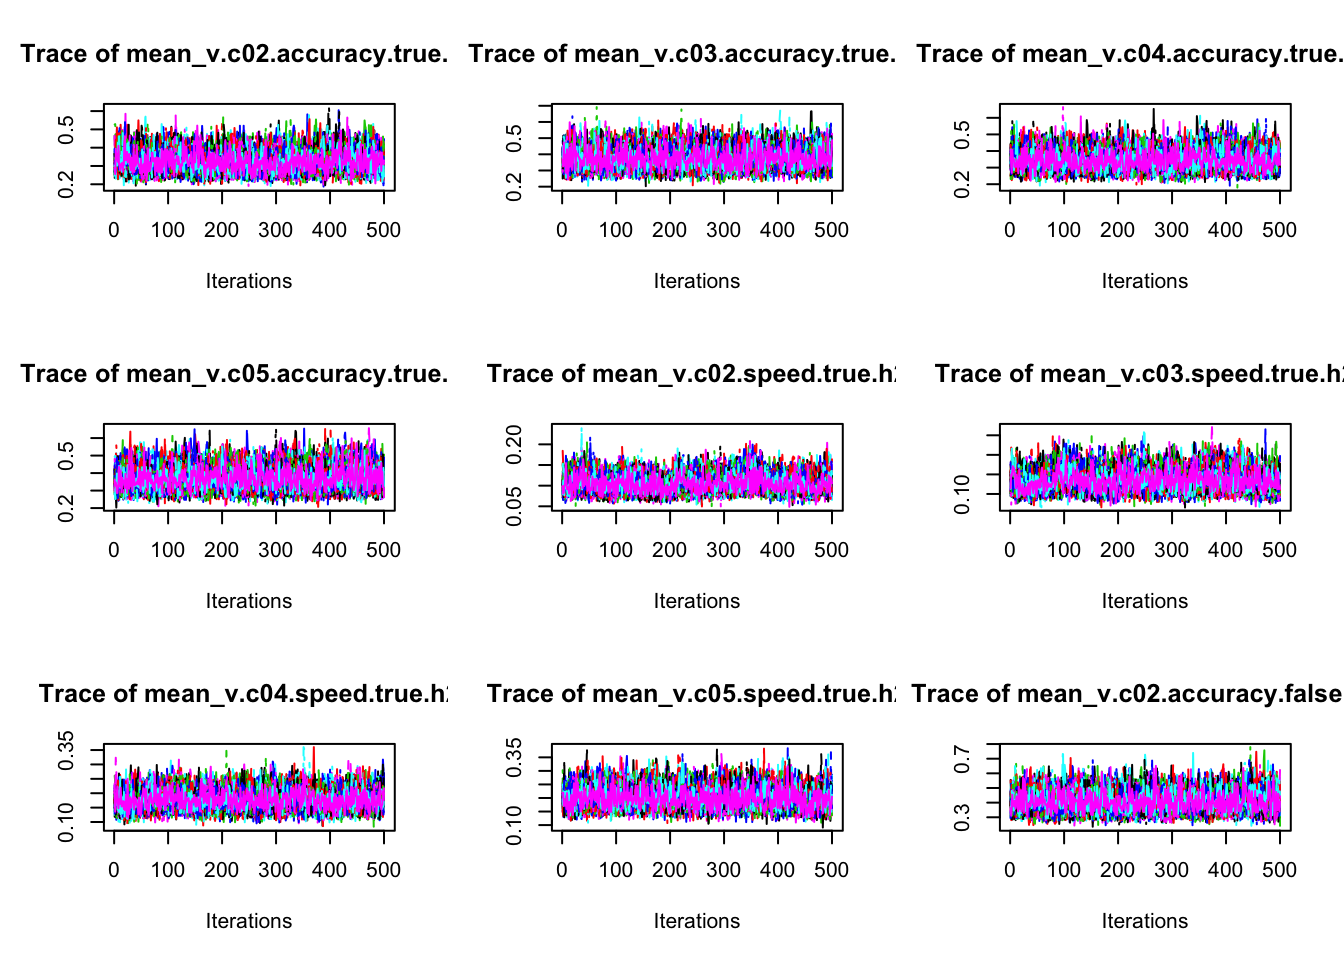 Trace of mean_v.c02.accuracy.true.
0.5
0.2
0 100 200 300 400 500
Iterations
Trace of mean_v.c03.accuracy.true.
0.5
0.2
0 100 200 300 400 500
Iterations
Trace of mean_v.c04.accuracy.true.
0.5
0.2
0 100 200 300 400 500
Iterations
Trace of mean_v.c05.accuracy.true.
0.5
0.2
0 100 200 300 400 500
Iterations
Trace of mean_v.c02.speed.true.h2
0.20
0.05
0 100 200 300 400 500
Iterations
Trace of mean_v.c03.speed.true.h2
0.10
0 100 200 300 400 500
Iterations
Trace of mean_v.c04.speed.true.h2
0.35
0.10
0 100 200 300 400 500
Iterations
Trace of mean_v.c05.speed.true.h2
0.35
0.10
0 100 200 300 400 500
Iterations
Trace of mean_v.c02.accuracy.false
0.7
0.3
0 100 200 300 400 500
Iterations